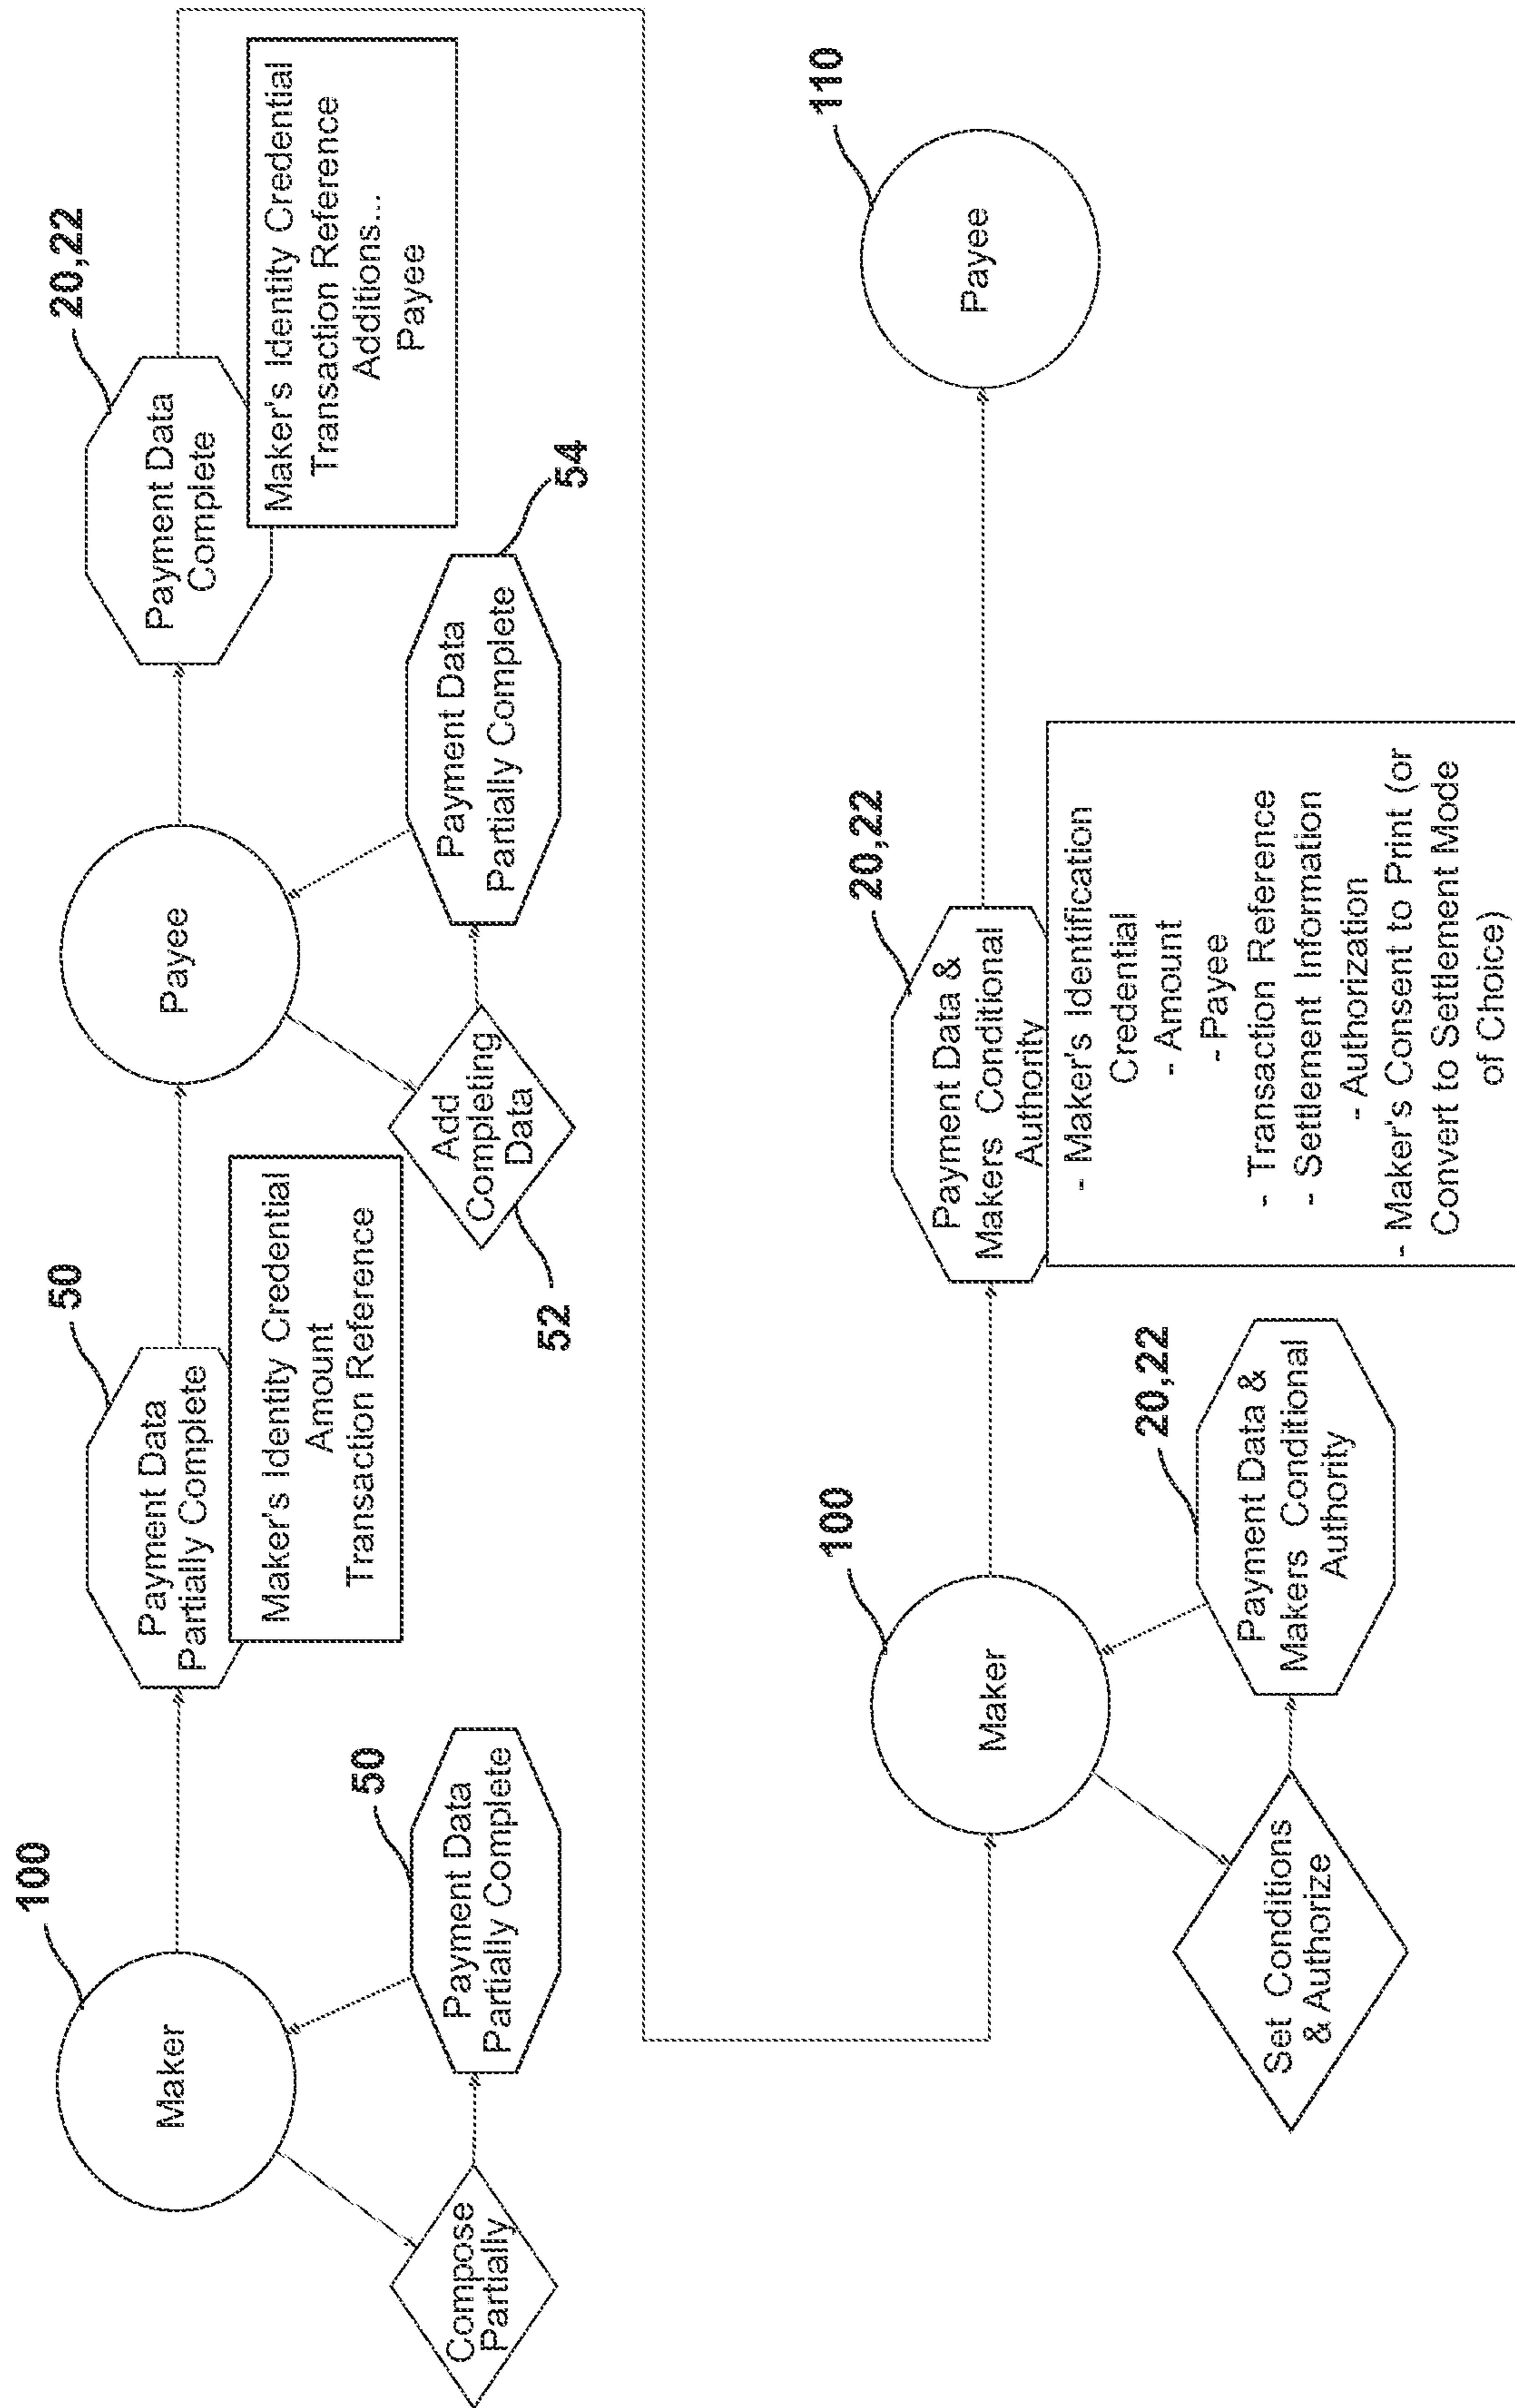 100
Maker
Compose
Partially
50
Payment Data
Partially Complete
50
Payment Data
Partially Complete
Maker's Identity Credential
Amount
Transaction Reference
Payee
52
Add
Completing
Data
54
Payment Data
Partially Complete
20,22
Payment Data
Complete
Maker's Identity Credential
Transaction Reference
Additions...
Payee
100
Maker
Set Conditions
& Authorize
20,22
Payment Data &
Makers Conditional
Authority
20,22
Payment Data &
Makers Conditional
Authority
- Maker's Identification
Credential
- Amount
- Payee
- Transaction Reference
- Settlement Information
- Authorization
- Maker's Consent to Print (or
Convert to Settlement Mode
of Choice)
110
Payee